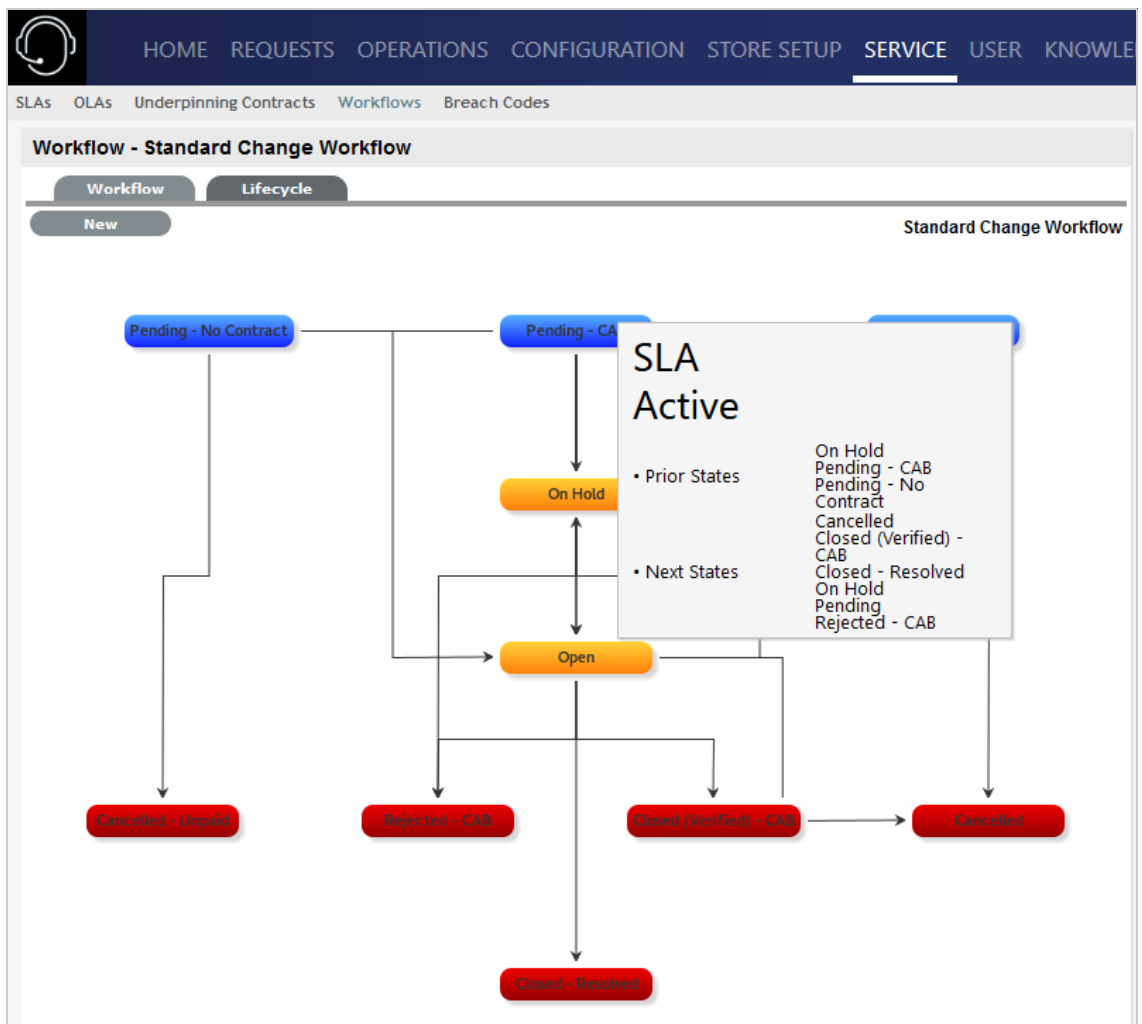 HOME REQUESTS OPERATIONS CONFIGURATION STORE SETUP SERVICE USER KNOWLE
SLAs OLAs Underpinning Contracts Workflows Breach Codes
Workflow - Standard Change Workflow
Workflow Lifecycle
New Standard Change Workflow
Pending - No Contract Pending - CA
SLA
Active
• Prior States
On Hold
Pending - CAB
Pending - No
Contract
• Next States
Cancelled
Closed (Verified) -
CAB
Closed - Resolved
On Hold
Pending
Rejected - CAB
On Hold
Open
Cancelled - Unpaid Rejected - CAB Closed (Verified) - CAB Cancelled
Closed - Resolved